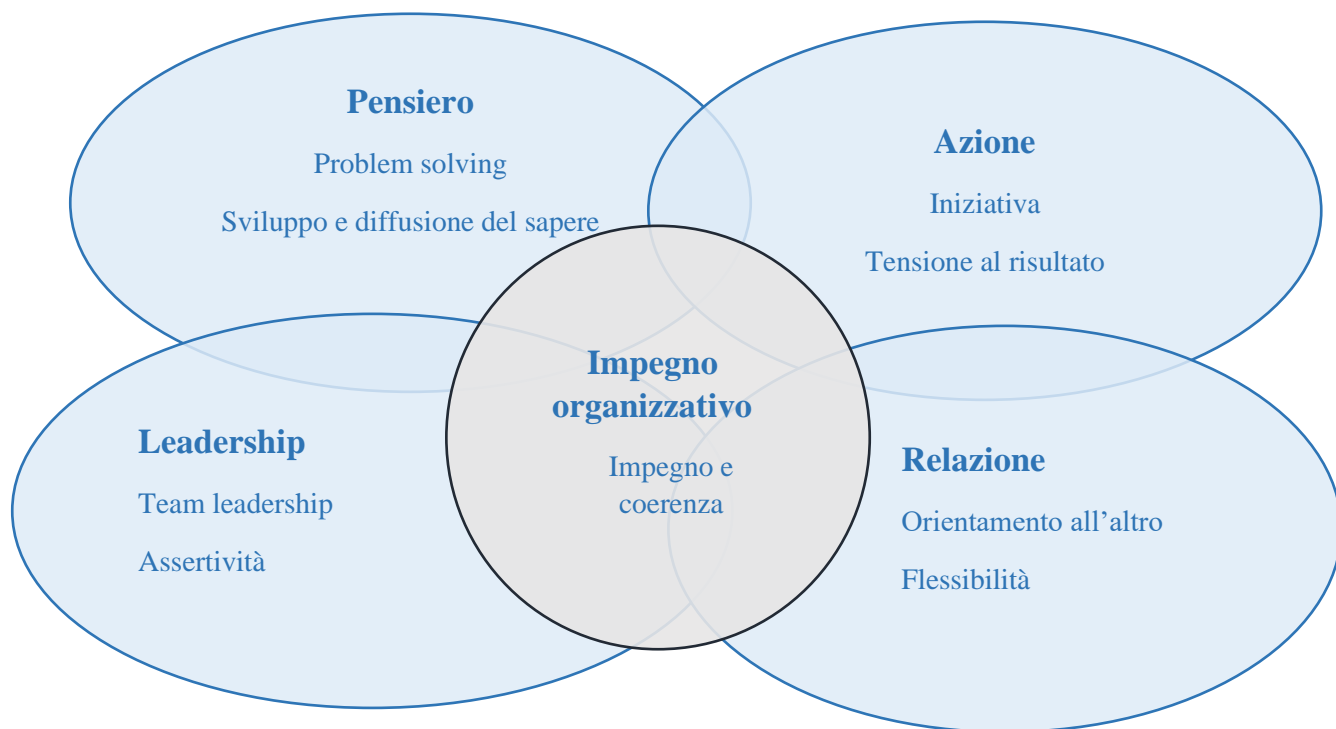 Pensiero
Problem solving
Sviluppo e diffusione del sapere
Azione
Iniziativa
Tensione al risultato
Impegno
organizzativo
Impegno e
coerenza
Leadership
Team leadership
Assertività
Relazione
Orientamento all’altro
Flessibilità